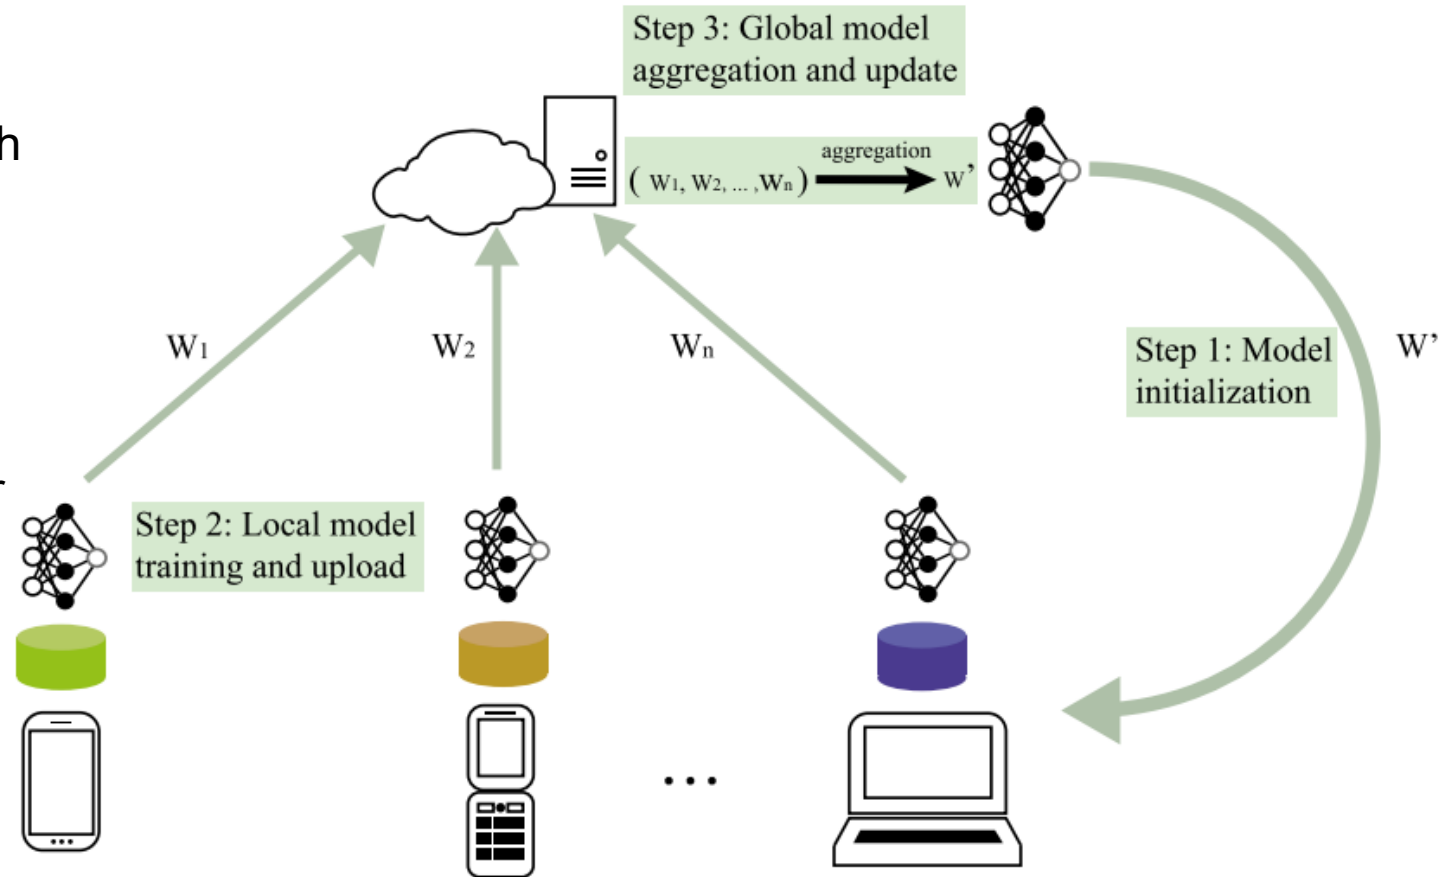 Step 3: Global model
aggregation and update
h
aggregation
( W1, W2, ... ,Wn ) W’
W1
W2
Wn
Step 1: Model
initialization
W’
Step 2: Local model
training and upload
...